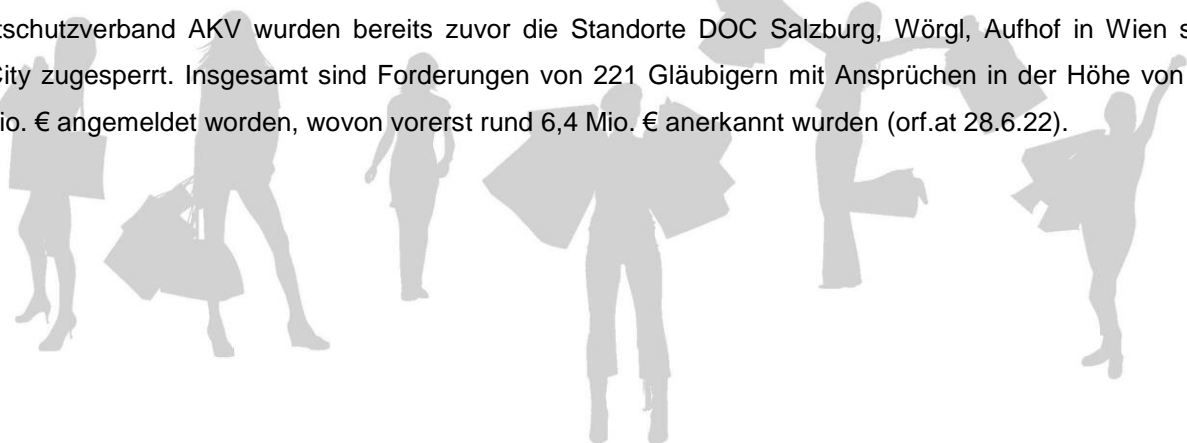 tschutzverband AKV wurden bereits zuvor die Standorte DOC Salzburg, Wörgl, Aufhof in Wien s
City zugesperrt. Insgesamt sind Forderungen von 221 Gläubigern mit Ansprüchen in der Höhe von
io. € angemeldet worden, wovon vorerst rund 6,4 Mio. € anerkannt wurden (orf.at 28.6.22).